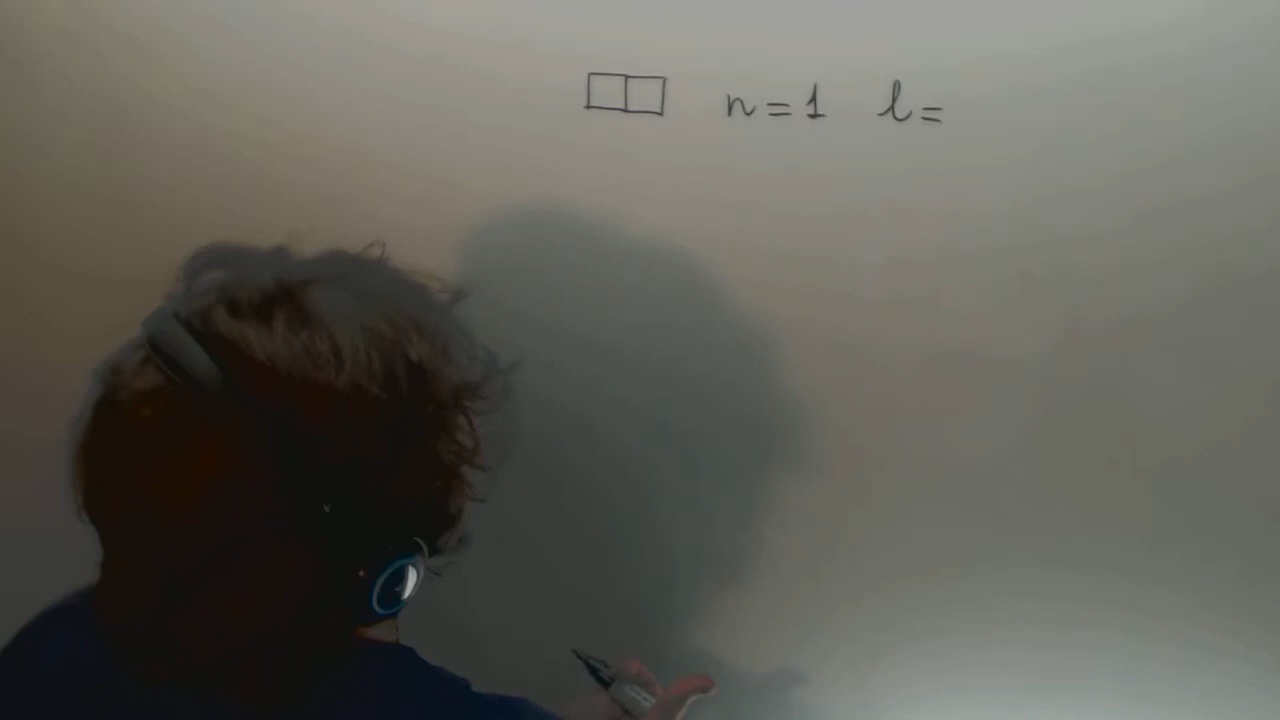 n = 1 l =